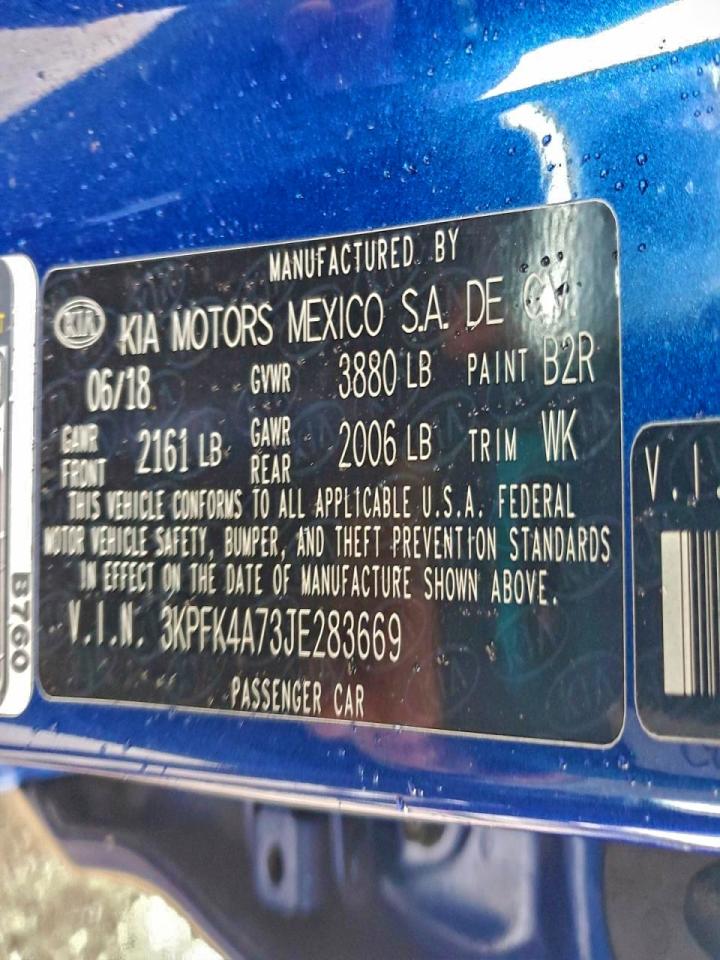 MANUFACTURED BY
KIA KIA MOTORS MEXICO S.A. DE C.V.
06/18 GVWR 3880 LB PAINT B2R
GAWR FRONT 2161 LB GAWR REAR 2006 LB TRIM WK
THIS VEHICLE CONFORMS TO ALL APPLICABLE U.S.A. FEDERAL
MOTOR VEHICLE SAFETY, BUMPER, AND THEFT PREVENTION STANDARDS
IN EFFECT ON THE DATE OF MANUFACTURE SHOWN ABOVE.
V.I.N. 3KPFK4A73JE283669
PASSENGER CAR
B760
V.I.